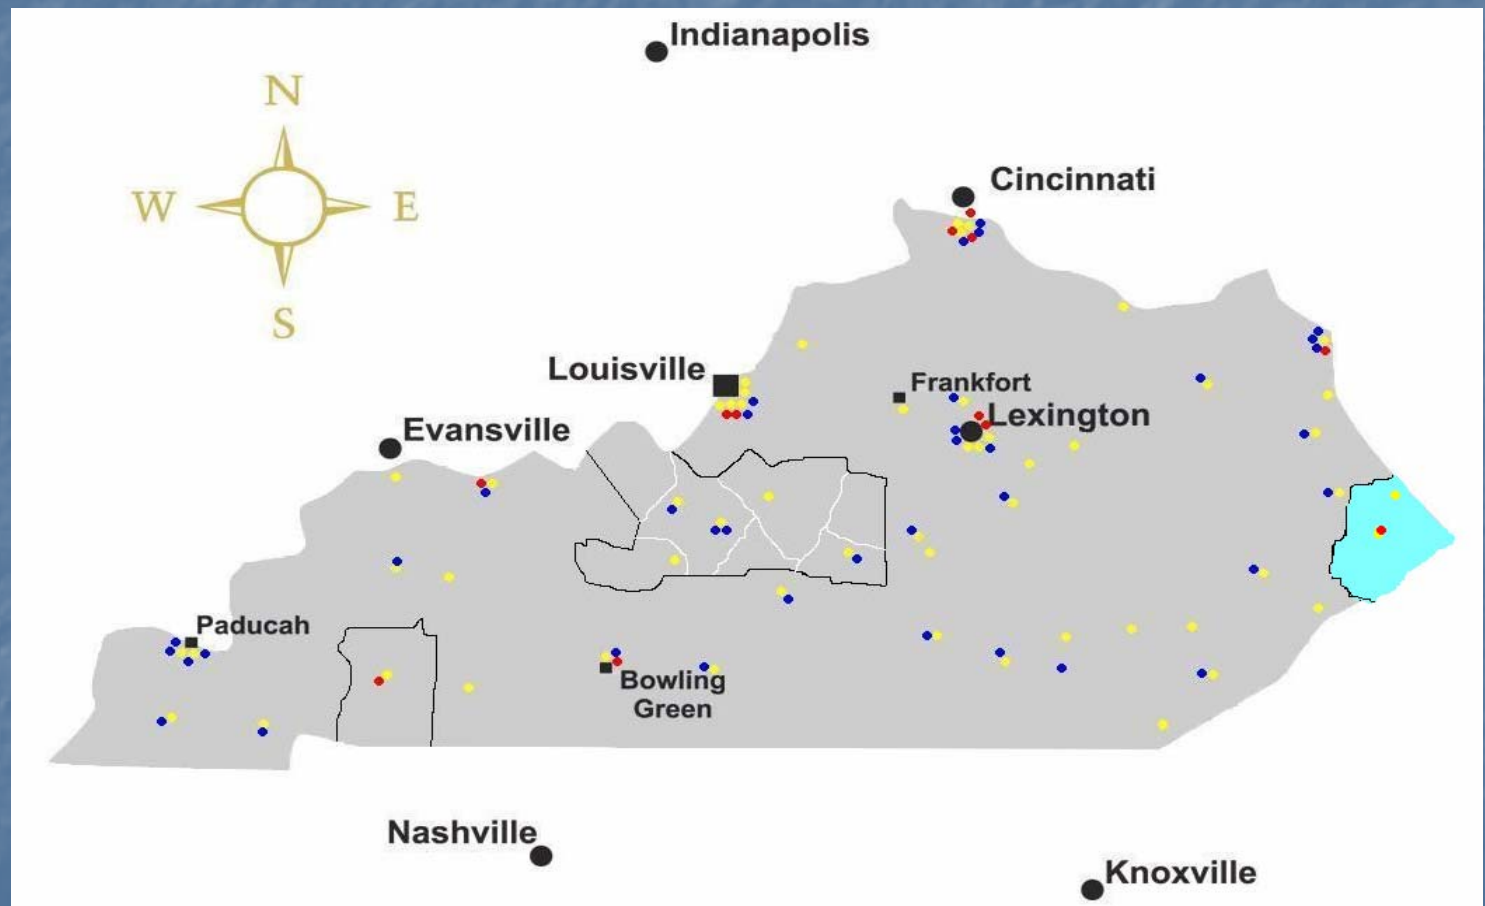 Indianapolis
N
W
E
S
Cincinnati
Louisville
Frankfort
Lexington
Evansville
Paducah
Bowling
Green
Nashville
Knoxville